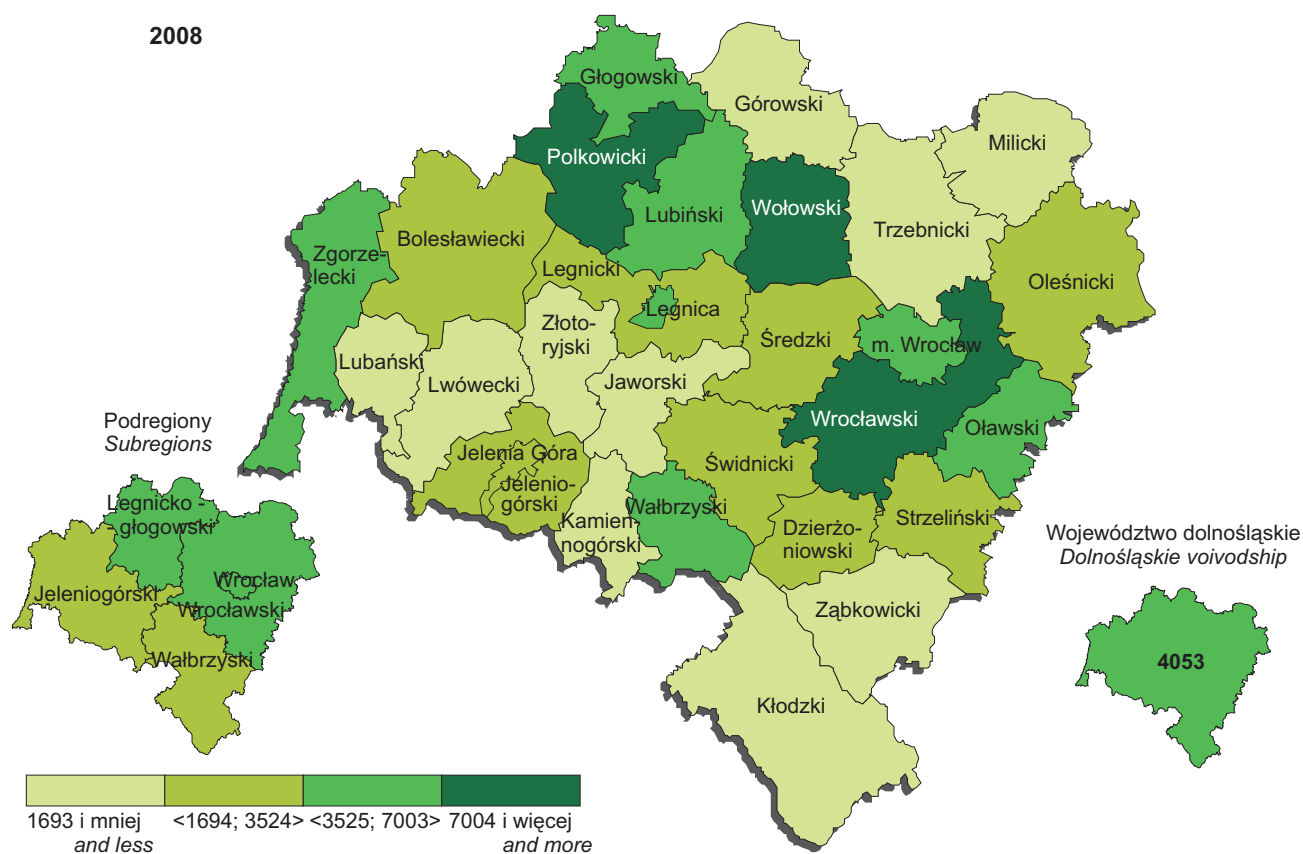 2008
Głogowski
Górowski
Milicki
Polkowicki
Wołowski
Lubiński
Trzebnicki
Bolesławiecki
Zgorze-
lecki
Legnicki
Oleśnicki
Legnica
Złoto-
ryjski
Średzki
m. Wrocław
Lubański
Lwówecki
Jaworski
Wrocławski
Oławski
Jelenia Góra
Świdnicki
Jelenio-
górski
Wałbrzyski
Kamien-
nogórski
Dzierżo-
niowski
Strzeliński
Ząbkowicki
Kłodzki
Podregiony
Subregions
Legnicko -
głogowski
Wrocław
Jeleniogórski
Wrocławski
Wałbrzyski
Województwo dolnośląskie
Dolnośląskie voivodship
4053
1693 i mniej <1694; 3524> <3525; 7003> 7004 i więcej
and less and more